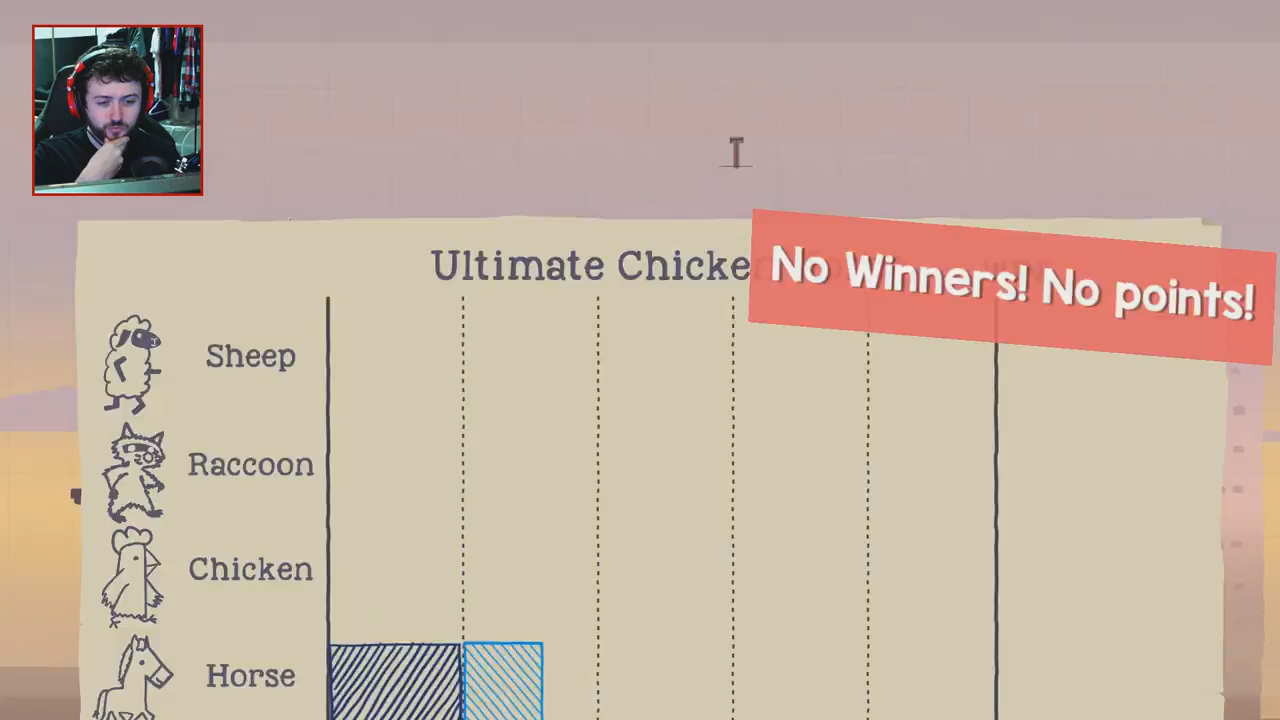 Ultimate Chicke
No Winners! No points!
Sheep
Raccoon
Chicken
Horse